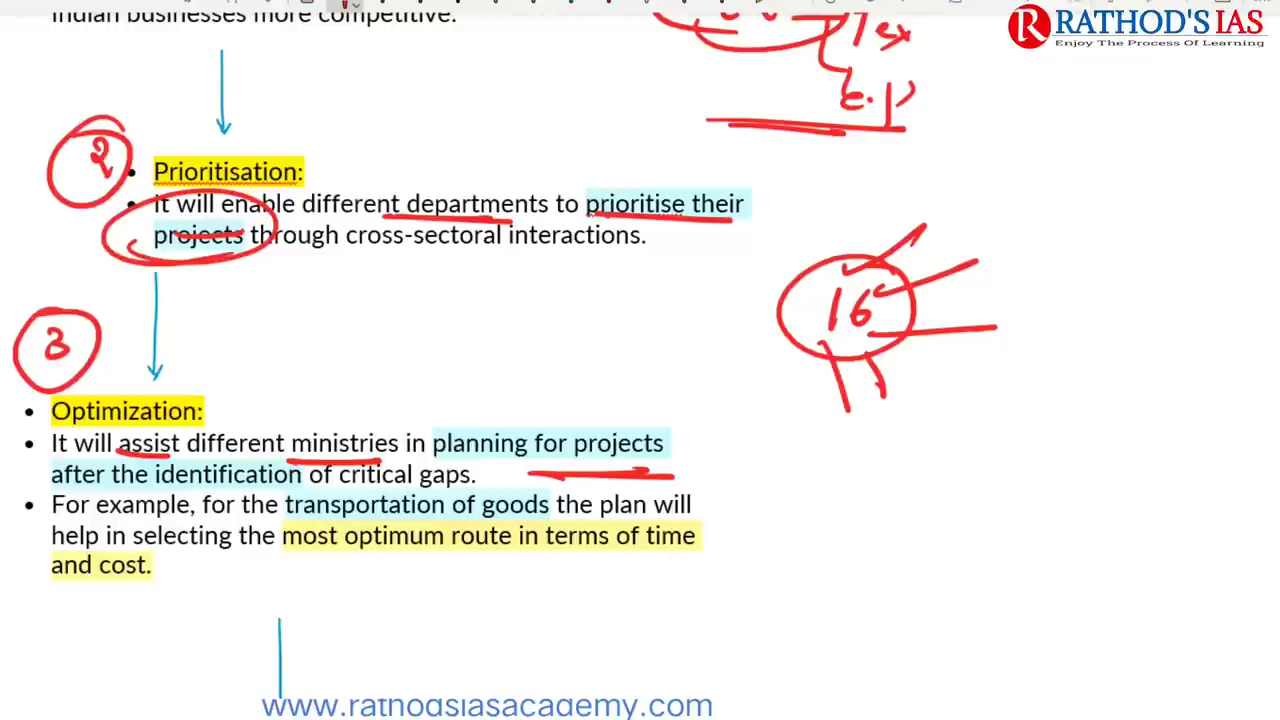 Indian businesses more competitive.
RATHOD'S IAS
Enjoy The Process Of Learning
2
Prioritisation:
It will enable different departments to prioritise their
projects through cross-sectoral interactions.
16
3
Optimization:
It will assist different ministries in planning for projects
after the identification of critical gaps.
For example, for the transportation of goods the plan will
help in selecting the most optimum route in terms of time
and cost.
www.rathodsiasacademy.com